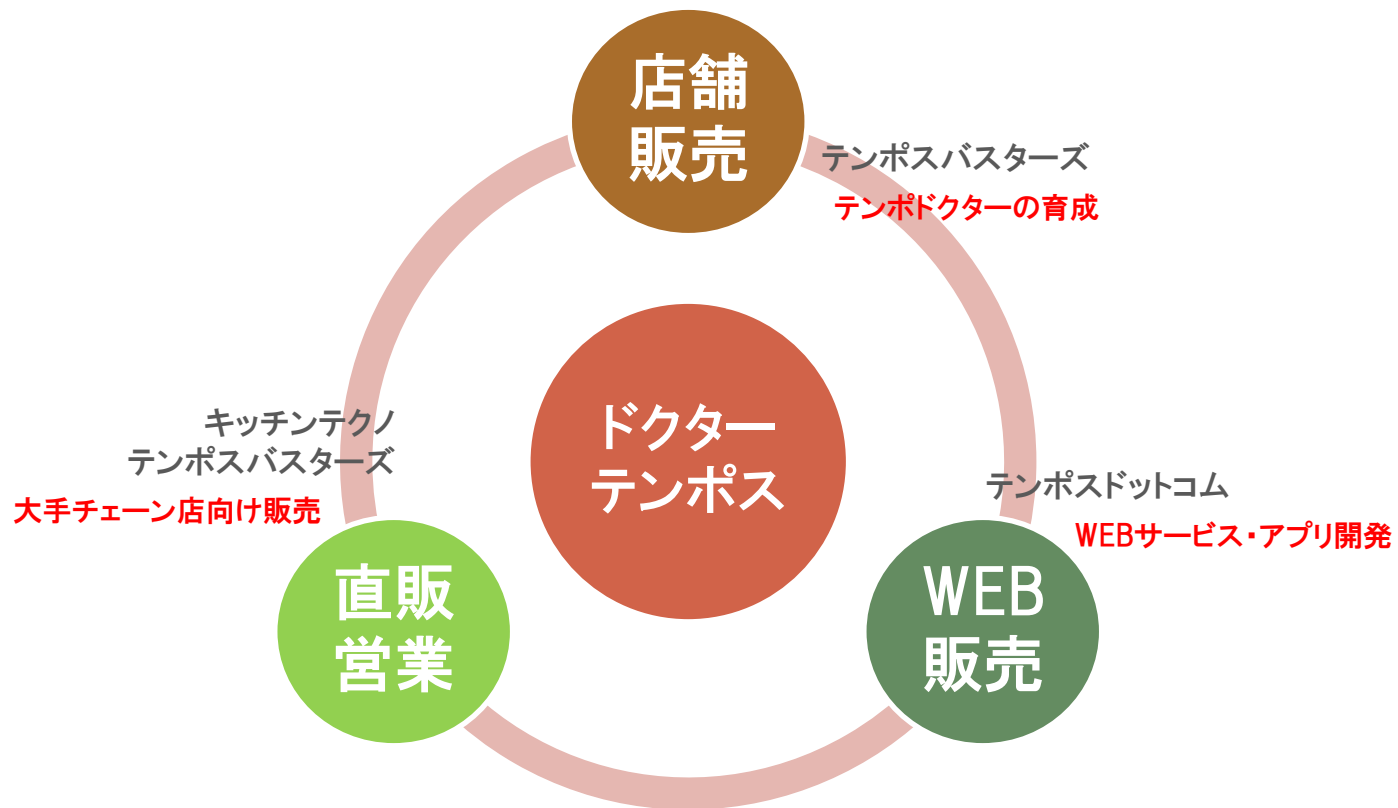 店舗
販売
テンポスバスターズ
テンポドクターの育成
ドクター
テンポス
キッチンテクノ
テンポスバスターズ
大手チェーン店向け販売
直販
営業
テンポスドットコム
WEBサービス・アプリ開発
WEB
販売